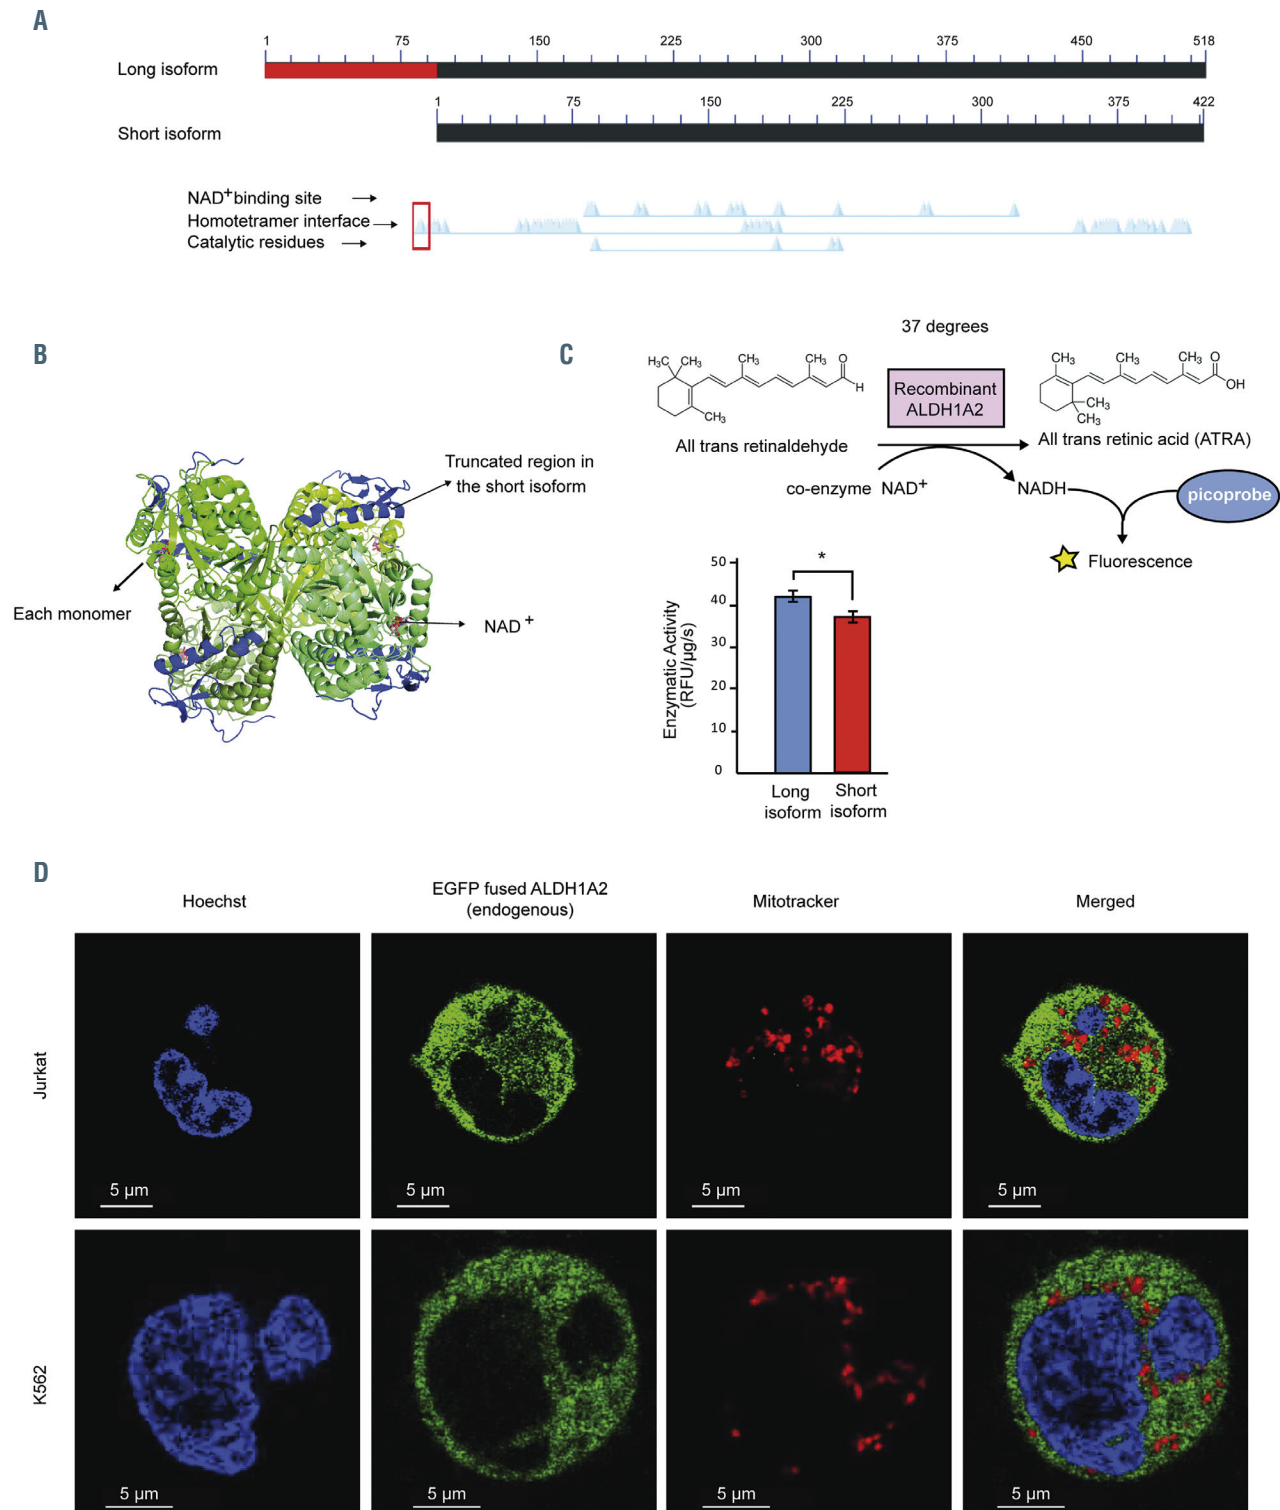 A
1 75 150 225 300 375 450 518
Long isoform
1 75 150 225 300 375 422
Short isoform
NAD+ binding site
Homotetramer interface
Catalytic residues
B
Truncated region in
the short isoform
Each monomer
NAD +
C
37 degrees
H₃C CH₃ CH₃ CH₃ O
H
CH₃
Recombinant
ALDH1A2
CH₃ CH₃ CH₃ O
OH
CH₃
CH₃
All trans retinaldehyde
All trans retinic acid (ATRA)
co-enzyme NAD+
NADH
picoprobe
Fluorescence
Enzymatic Activity
(RFU/µg/s)
50
40
30
20
10
0
*
Long
isoform
Short
isoform
D
Hoechst
EGFP fused ALDH1A2
(endogenous)
Mitotracker
Merged
Jurkat
5 µm
5 µm
5 µm
5 µm
K562
5 µm
5 µm
5 µm
5 µm